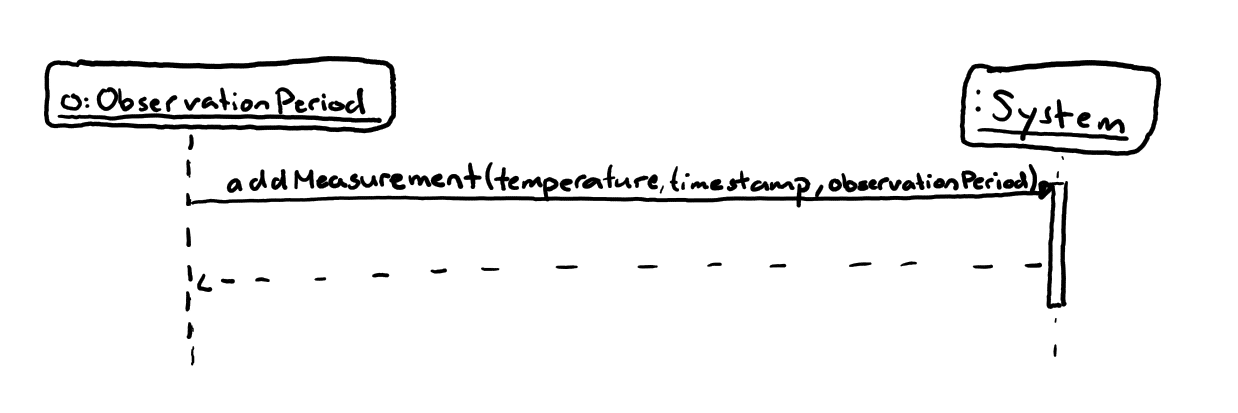 o: ObservationPeriod
: System
addMeasurement(temperature, timestamp, observationPeriod)